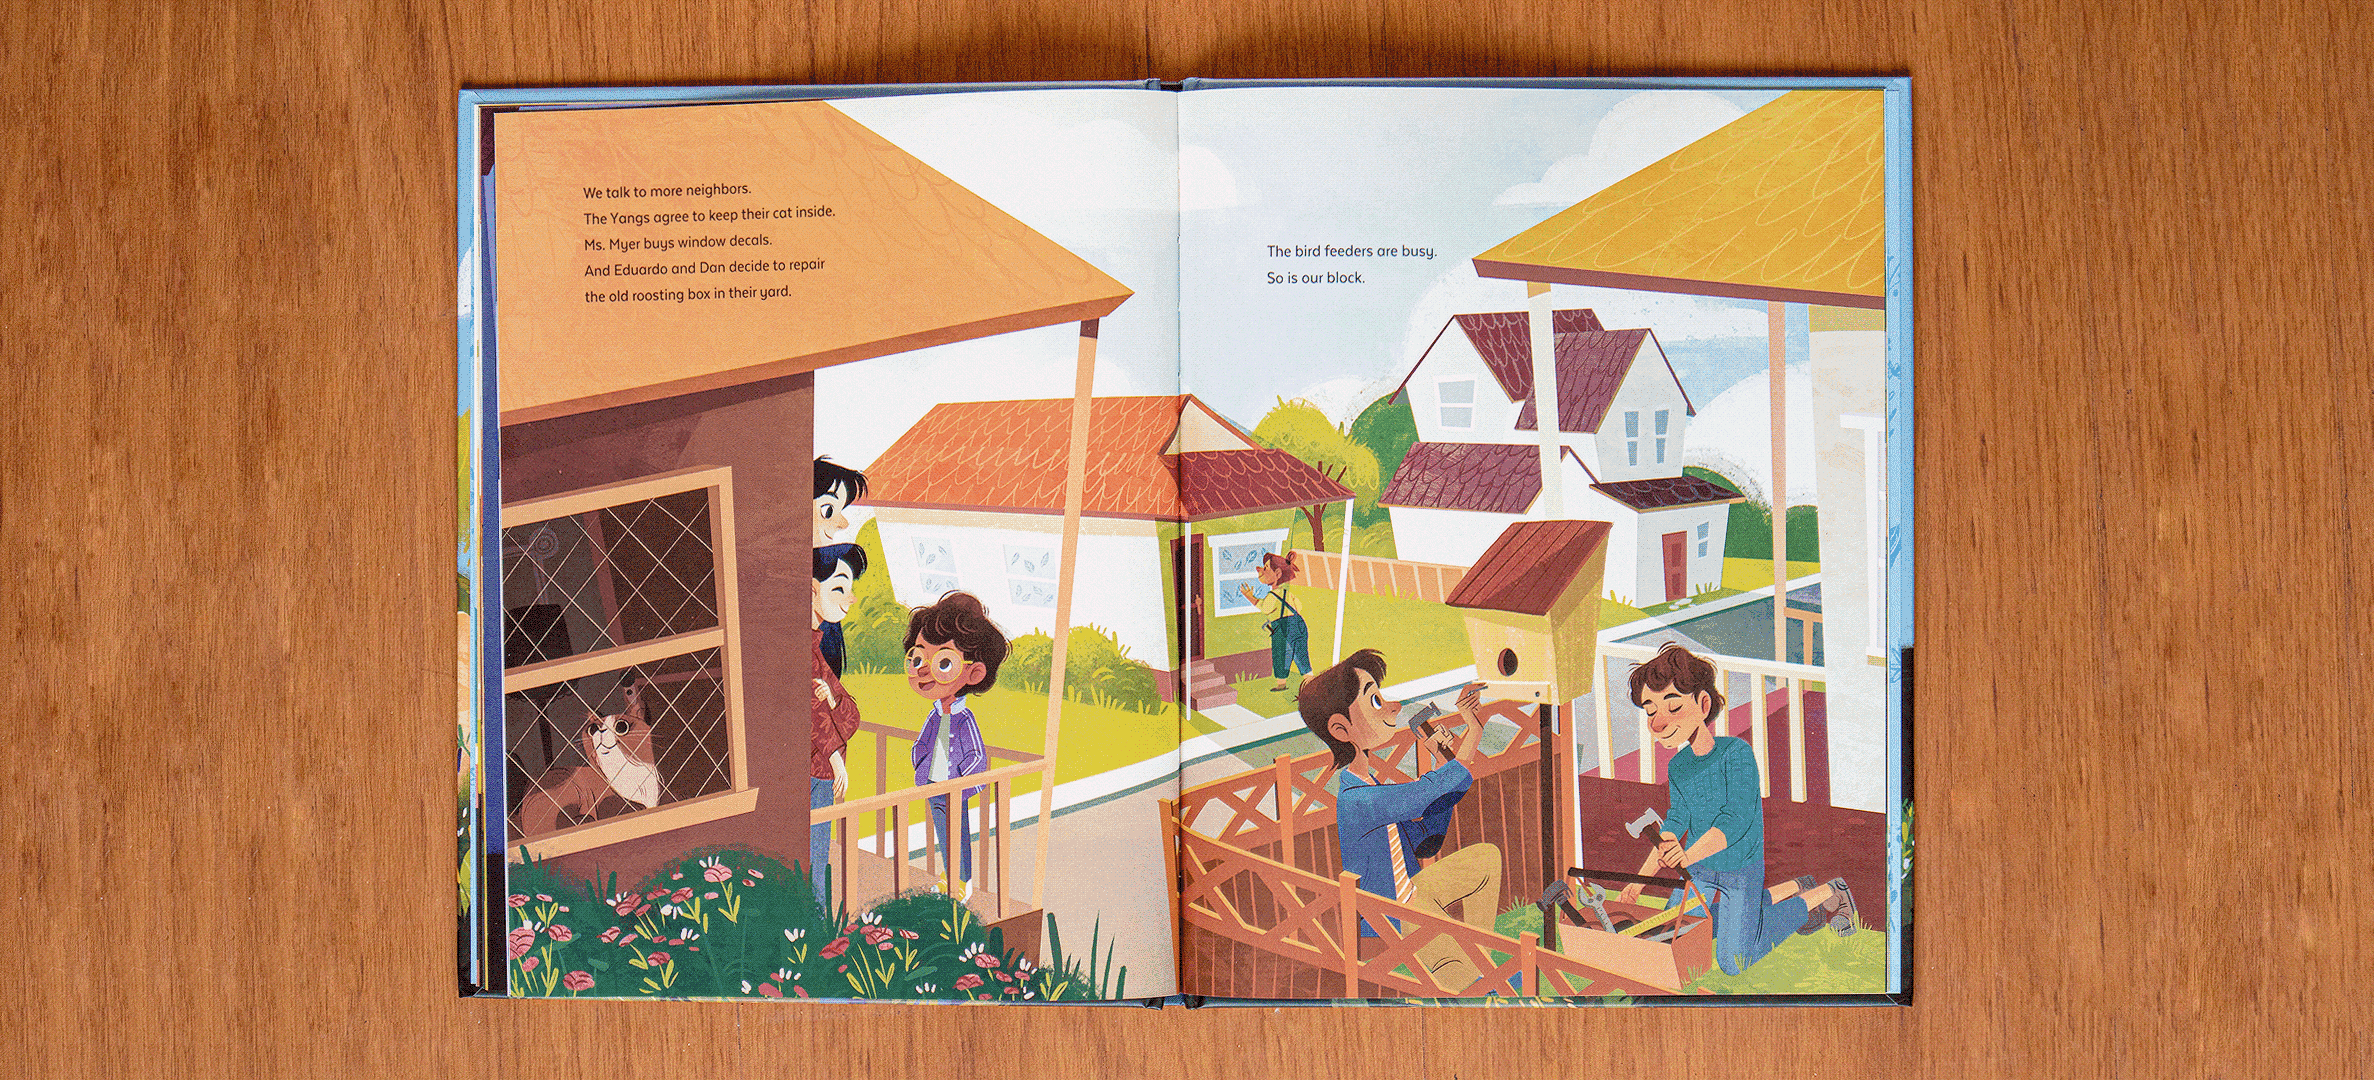 We talk to more neighbors.
The Yangs agree to keep their cat inside.
Ms. Myer buys window decals.
And Eduardo and Dan decide to repair
the old roosting box in their yard.
The bird feeders are busy.
So is our block.